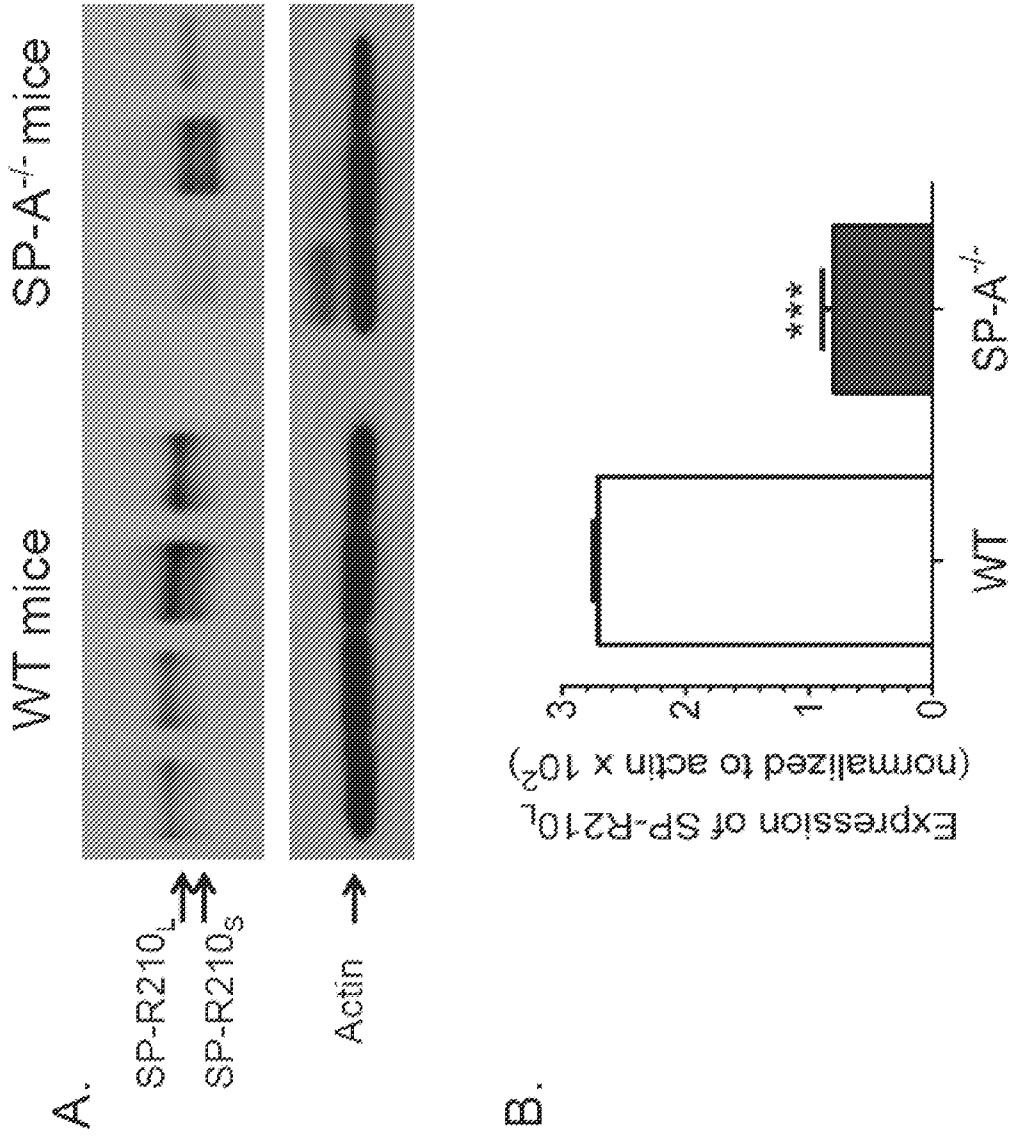 A.
WT mice
SP-A-/- mice
SP-R210L
SP-R210S
Actin
B.
Expression of SP-R210L
(normalized to actin x 10²)
3
2
1
0
***
WT
SP-A-/-